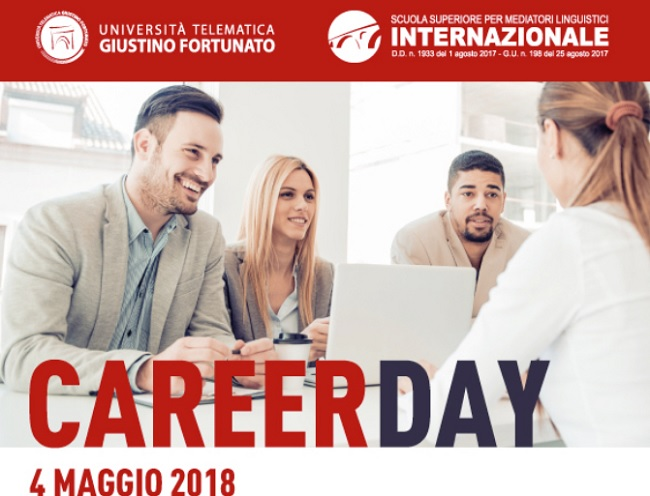 UNIVERSITÀ TELEMATICA
GIUSTINO FORTUNATO
SCUOLA SUPERIORE PER MEDIATORI LINGUISTICI
INTERNAZIONALE
D.D. n. 1933 del 1 agosto 2017 - G.U. n. 198 del 25 agosto 2017
CAREERDAY
4 MAGGIO 2018